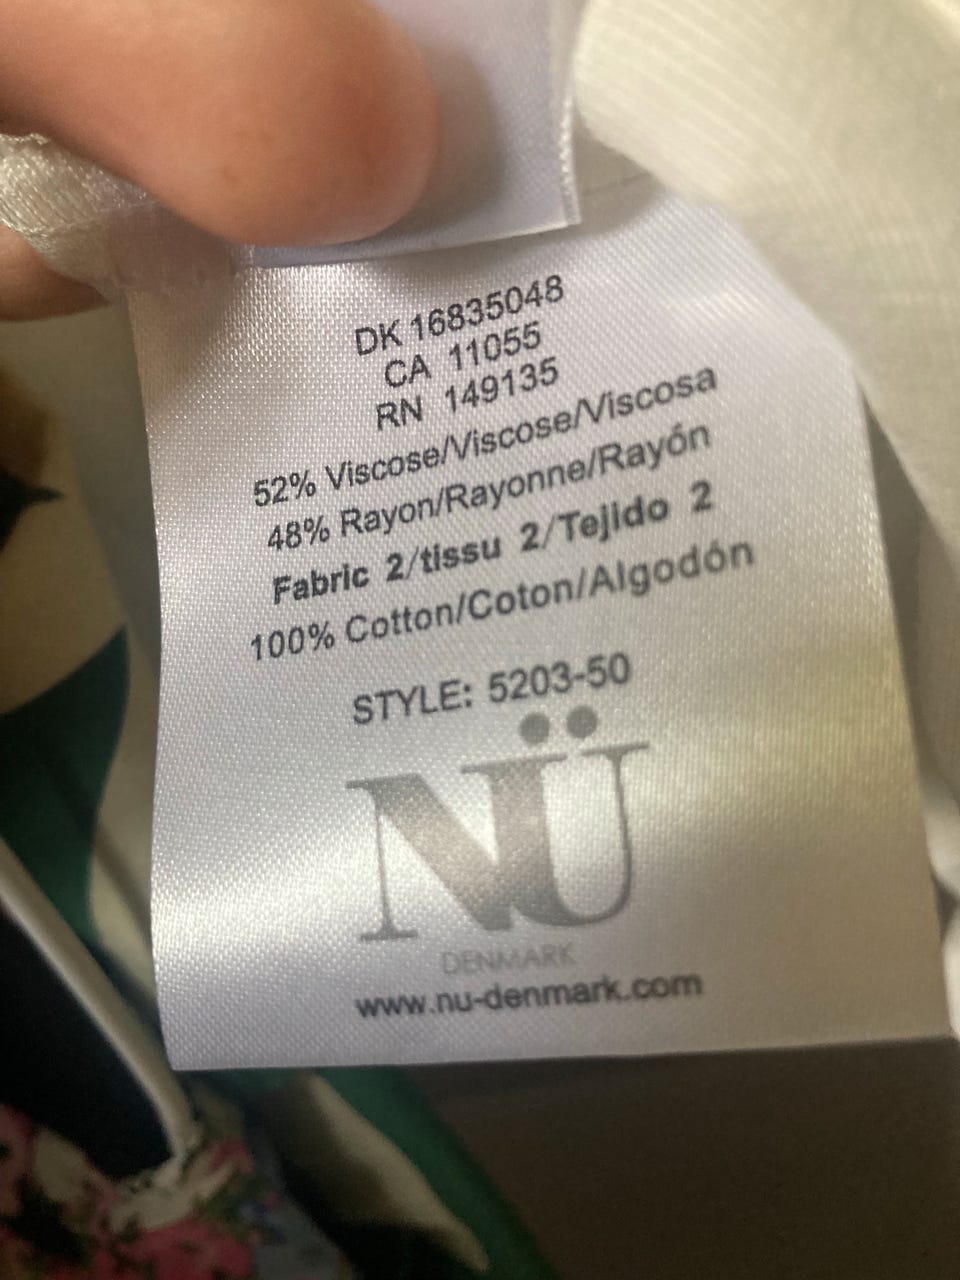 DK 16835048
CA 11055
RN 149135
52% Viscose/Viscose/Viscosa
48% Rayon/Rayonne/Rayón
Fabric 2/tissu 2/Tejido 2
100% Cotton/Coton/Algodón
STYLE: 5203-50
NÜ
DENMARK
www.nu-denmark.com